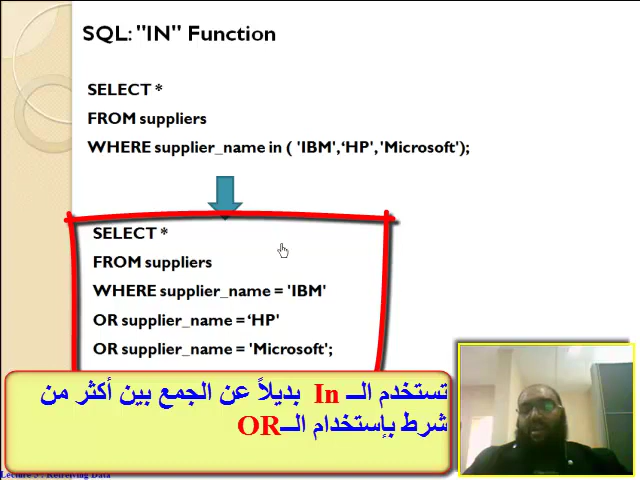 SQL: "IN" Function
SELECT *
FROM suppliers
WHERE supplier_name in ( 'IBM', ‘HP', 'Microsoft');
SELECT *
FROM suppliers
WHERE supplier_name = 'IBM'
OR supplier_name = ‘HP'
OR supplier_name = 'Microsoft';
تستخدم الـ In بديلاً عن الجمع بين أكثر من
شرط بإستخدام الـOR
Lecture 5 : Retrieving Data